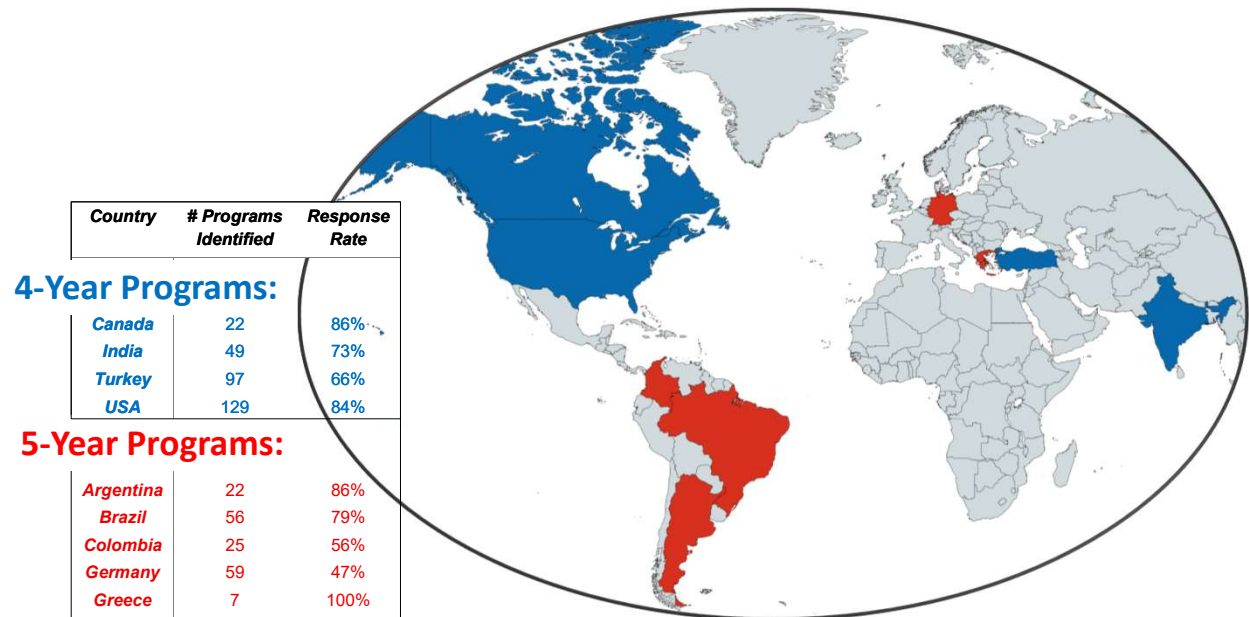 Country # Programs Identified Response Rate
4-Year Programs:
Canada 22 86%
India 49 73%
Turkey 97 66%
USA 129 84%
5-Year Programs:
Argentina 22 86%
Brazil 56 79%
Colombia 25 56%
Germany 59 47%
Greece 7 100%